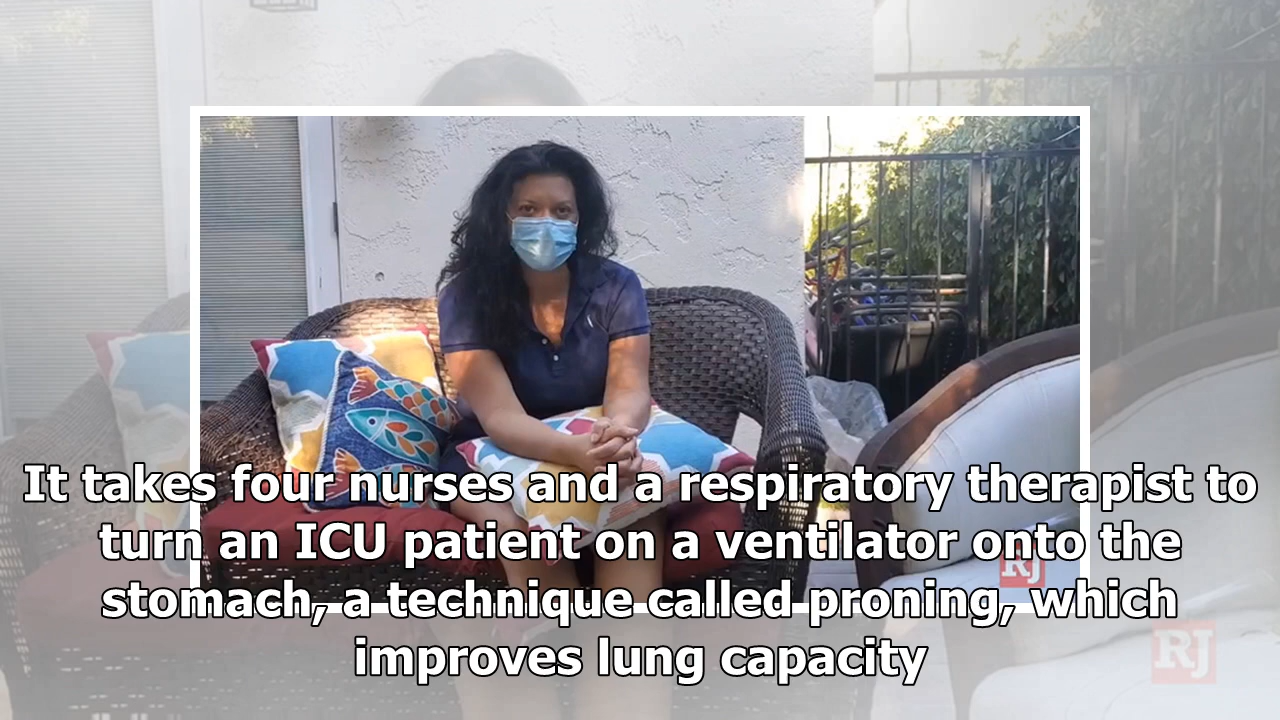 It takes four nurses and a respiratory therapist to
turn an ICU patient on a ventilator onto the
stomach, a technique called proning, which
improves lung capacity
RJ
RJ